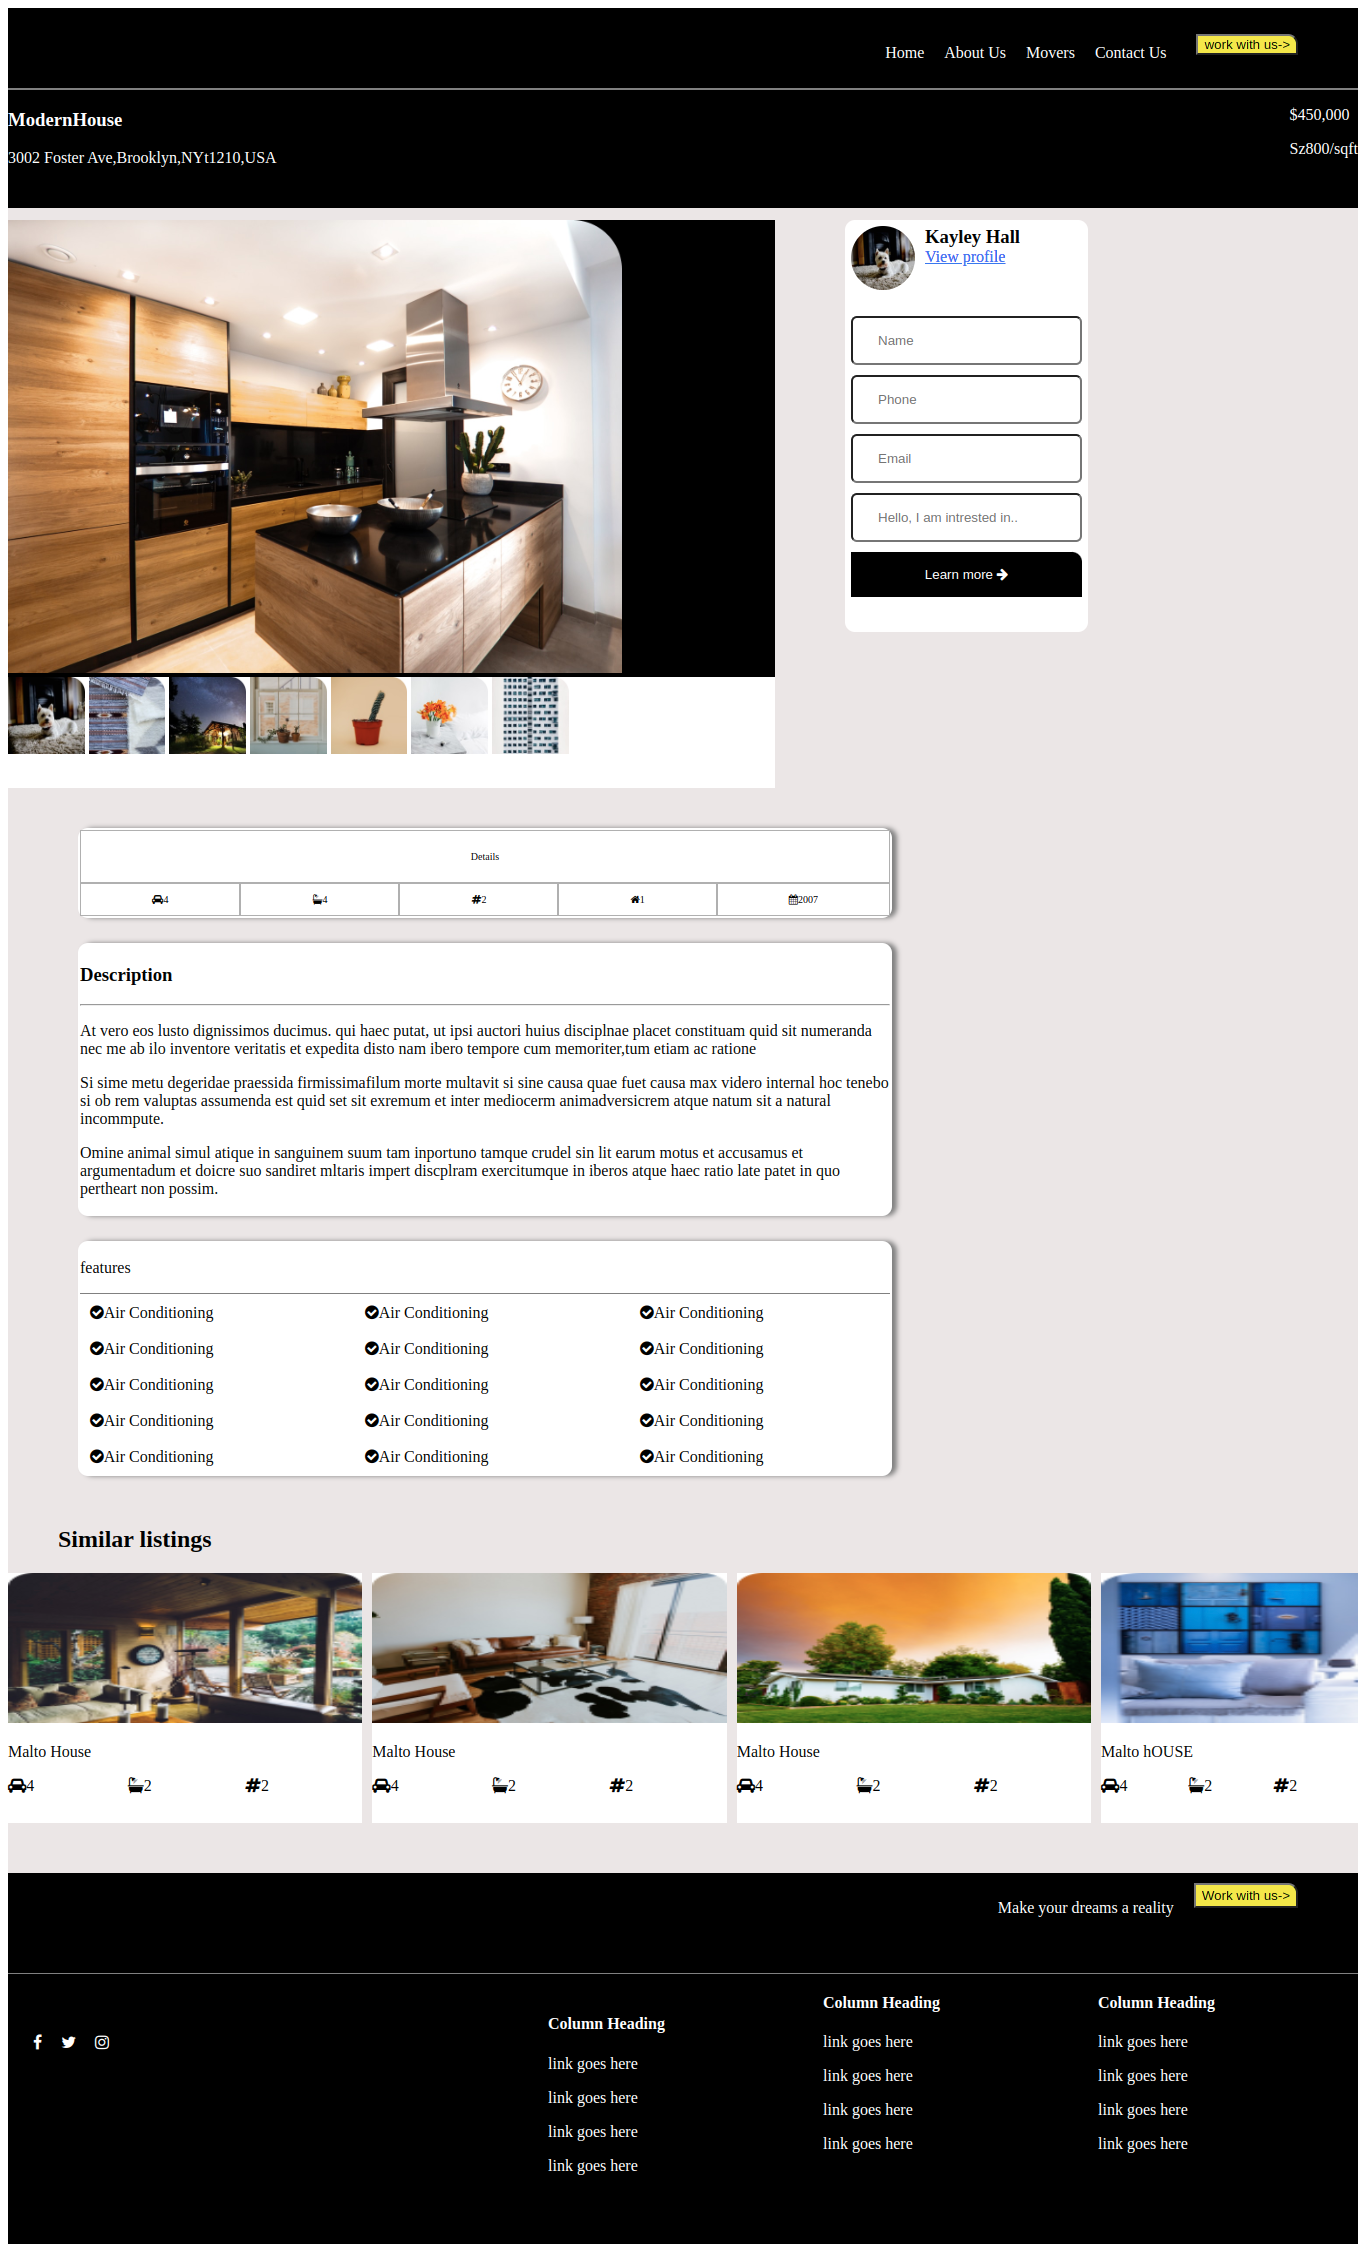 Home About Us Movers Contact Us work with us->
ModernHouse
$450,000
3002 Foster Ave,Brooklyn,NYt1210,USA
Sz800/sqft
Kayley Hall
View profile
Name
Phone
Email
Hello, I am intrested in..
Learn more
Details
4 4 2 1 2007
Description
At vero eos lusto dignissimos ducimus. qui haec putat, ut ipsi auctori huius disciplnae placet constituam quid sit numeranda
nec me ab ilo inventore veritatis et expedita disto nam ibero tempore cum memoriter,tum etiam ac ratione
Si sime metu degeridae praessida firmissimafilum morte multavit si sine causa quae fuet causa max videro internal hoc tenebo
si ob rem valuptas assumenda est quid set sit exremum et inter mediocerm animadversicrem atque natum sit a natural
incommpute.
Omine animal simul atique in sanguinem suum tam inportuno tamque crudel sin lit earum motus et accusamus et
argumentadum et doicre suo sandiret mltaris impert discplram exercitumque in iberos atque haec ratio late patet in quo
pertheart non possim.
features
Air Conditioning Air Conditioning Air Conditioning
Air Conditioning Air Conditioning Air Conditioning
Air Conditioning Air Conditioning Air Conditioning
Air Conditioning Air Conditioning Air Conditioning
Air Conditioning Air Conditioning Air Conditioning
Similar listings
Malto House Malto House Malto House Malto hOUSE
4 2 2 4 2 2 4 2 2 4 2 2
Make your dreams a reality Work with us->
Column Heading
link goes here
link goes here
link goes here
link goes here
Column Heading
link goes here
link goes here
link goes here
link goes here
Column Heading
link goes here
link goes here
link goes here
link goes here